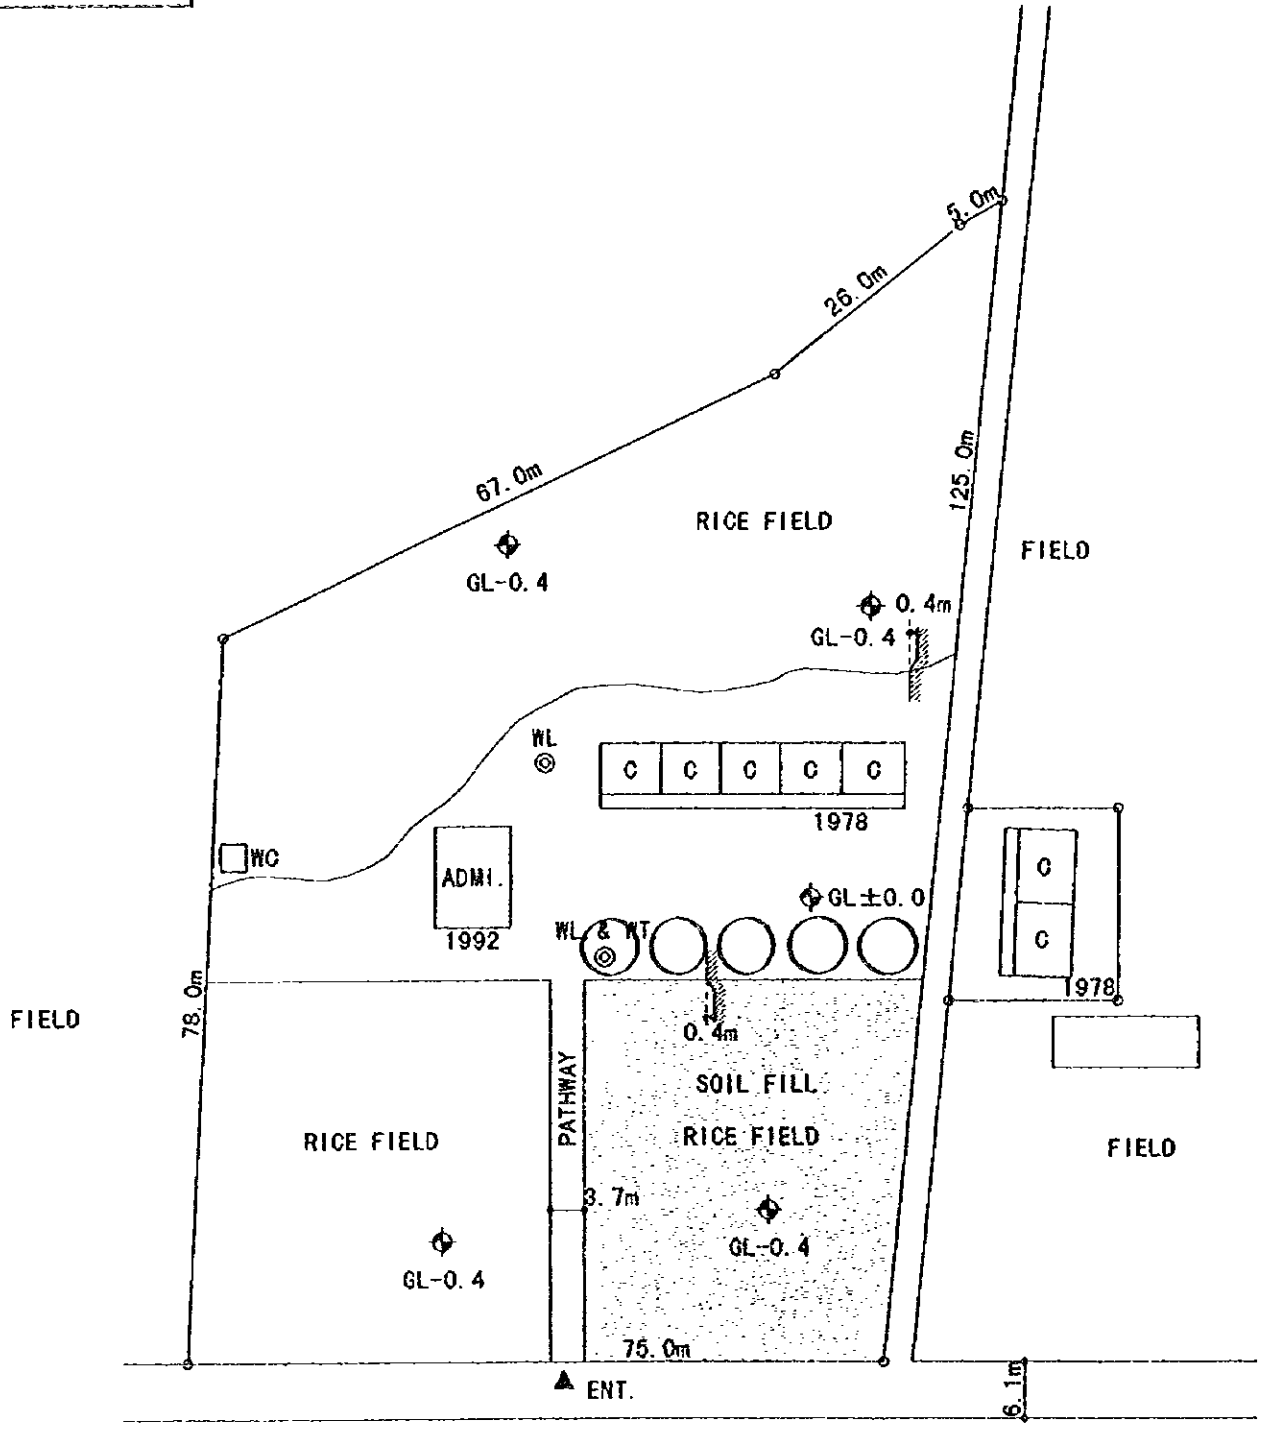 5.0m
26.0m
67.0m
125.0m
RICE FIELD
FIELD
GL-0.4
0.4m
GL-0.4
WL
C C C C C
1978
WC
ADMI.
1992
GL±0.0
C
C
1978
WL & WT.
78.0m
FIELD
0.4m
SOIL FILL
RICE FIELD
PATHWAY
RICE FIELD
FIELD
3.7m
GL-0.4
GL-0.4
75.0m
ENT.
6.1m